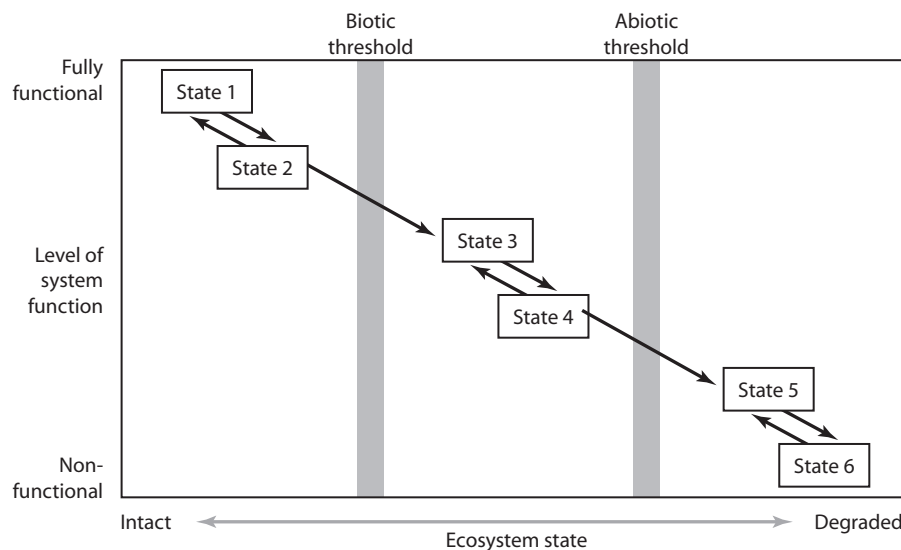 Biotic
threshold
Abiotic
threshold
Fully
functional
State 1
State 2
State 3
Level of
system
function
State 4
State 5
State 6
Non-
functional
Intact
Ecosystem state
Degraded